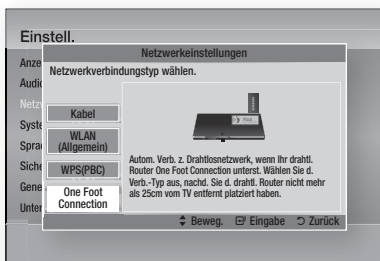 Einstell.
Netzwerkeinstellungen
Netzwerkverbindungstyp wählen.
Anze
Audio
Netzw
Syste
Sprac
Siche
Gene
Unter
Kabel
WLAN
(Allgemein)
WPS(PBC)
One Foot
Connection
Autom. Verb. z. Drahtlosnetzwerk, wenn Ihr drahtl.
Router One Foot Connection unterst. Wählen Sie d.
Verb.-Typ aus, nachd. Sie d. drahtl. Router nicht mehr
als 25cm vom TV entfernt platziert haben.
Beweg. Eingabe Zurück